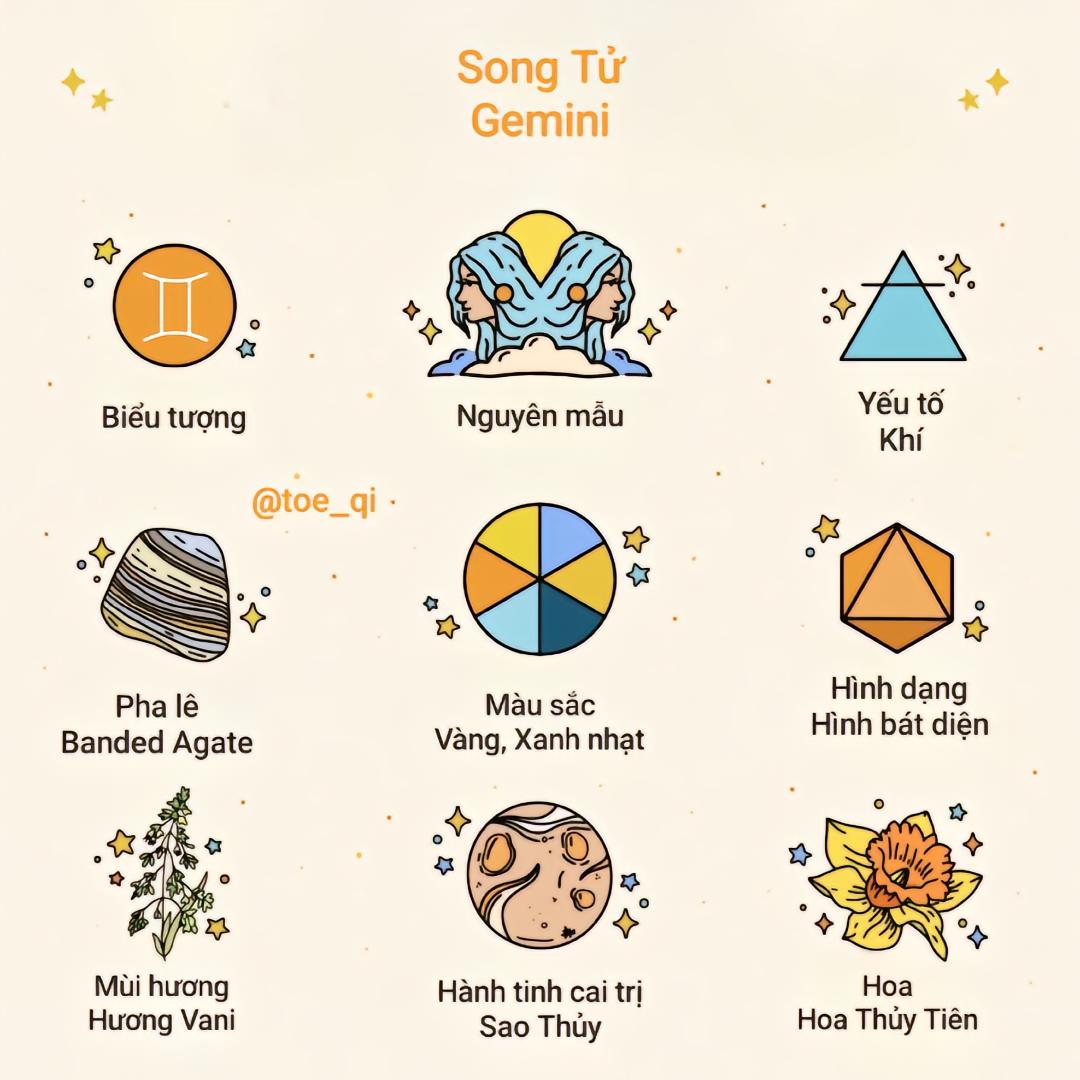 Song Tử
Gemini
Biểu tượng
Nguyên mẫu
Yếu tố
Khí
@toe_qi
Pha lê
Banded Agate
Màu sắc
Vàng, Xanh nhạt
Hình dạng
Hình bát diện
Mùi hương
Hương Vani
Hành tinh cai trị
Sao Thủy
Hoa
Hoa Thủy Tiên